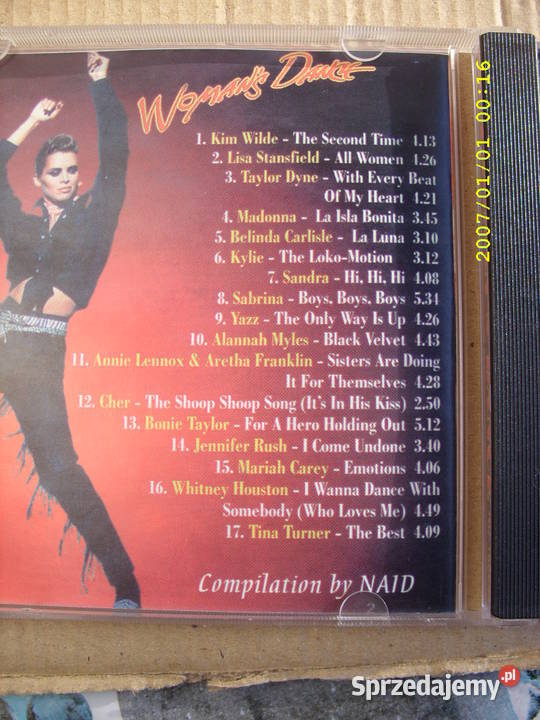 Woman's Dance
1. Kim Wilde - The Second Time 4.13
2. Lisa Stansfield - All Women 4.26
3. Taylor Dyne - With Every Beat
Of My Heart 4.21
4. Madonna - La Isla Bonita 3.45
5. Belinda Carlisle - La Luna 3.10
6. Kylie - The Loko-Motion 3.12
7. Sandra - Hi, Hi, Hi 4.08
8. Sabrina - Boys, Boys, Boys 5.34
9. Yazz - The Only Way Is Up 4.26
10. Alannah Myles - Black Velvet 4.43
11. Annie Lennox & Aretha Franklin - Sisters Are Doing
It For Themselves 4.28
12. Cher - The Shoop Shoop Song (It's In His Kiss) 2.50
13. Bonie Taylor - For A Hero Holding Out 5.12
14. Jennifer Rush - I Come Undone 3.40
15. Mariah Carey - Emotions 4.06
16. Whitney Houston - I Wanna Dance With
Somebody (Who Loves Me) 4.49
17. Tina Turner - The Best 4.09
Compilation by NAID
2
2007/01/01 00:16
Sprzedajemy.pl